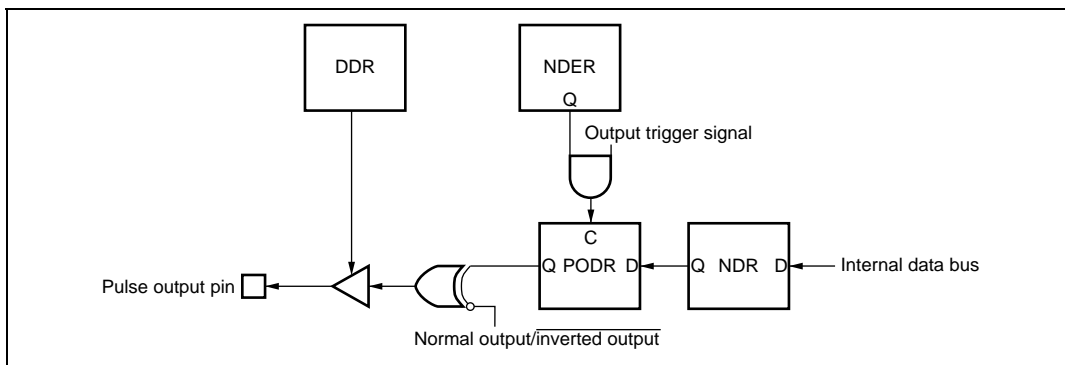 DDR
NDER
Q
Output trigger signal
C
Q PODR D
Q NDR D
Internal data bus
Pulse output pin
Normal output/inverted output